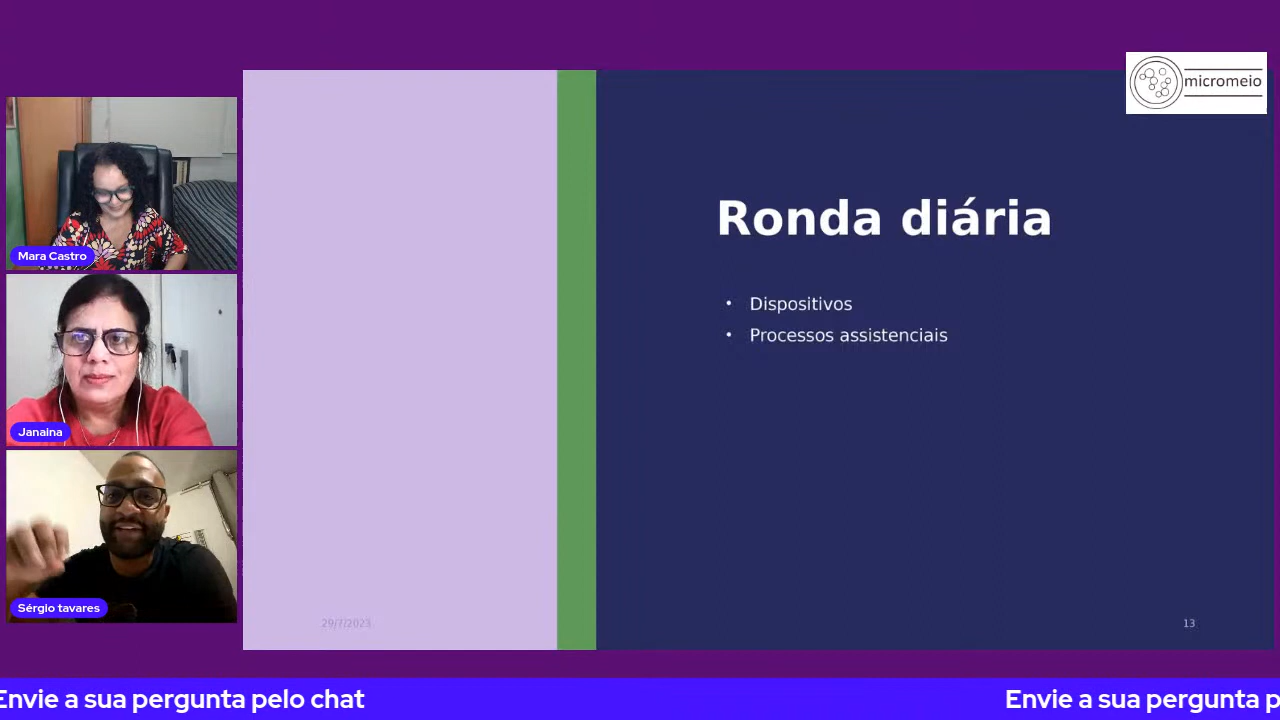 micromeio
Mara Castro
Janaina
Sérgio tavares
Ronda diária
• Dispositivos
• Processos assistenciais
29/7/2023
13
Envie a sua pergunta pelo chat
Envie a sua pergunta p